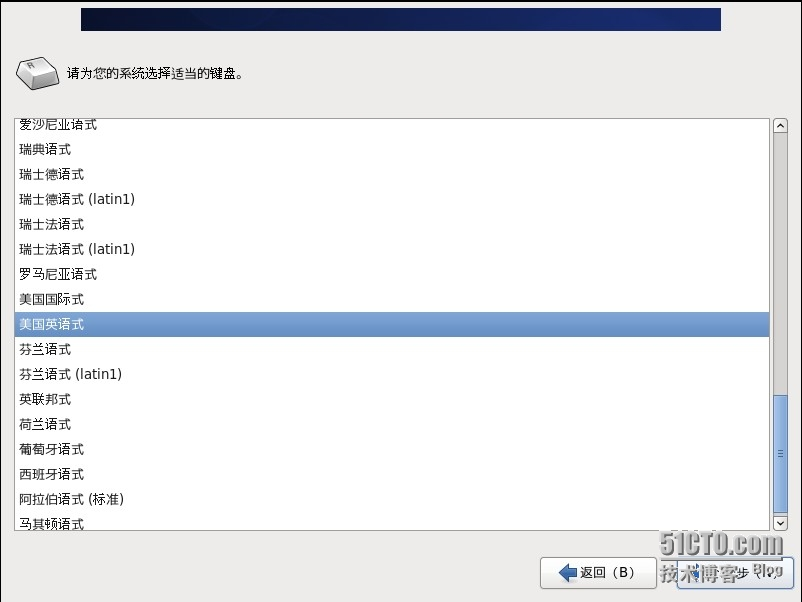 请为您的系统选择适当的键盘。
爱沙尼亚语式
瑞典语式
瑞士德语式
瑞士德语式 (latin1)
瑞士法语式
瑞士法语式 (latin1)
罗马尼亚语式
美国国际式
美国英语式
芬兰语式
芬兰语式 (latin1)
英联邦式
荷兰语式
葡萄牙语式
西班牙语式
阿拉伯语式 (标准)
马其顿语式
51CTO.com
返回 (B)
技术博客 Blog